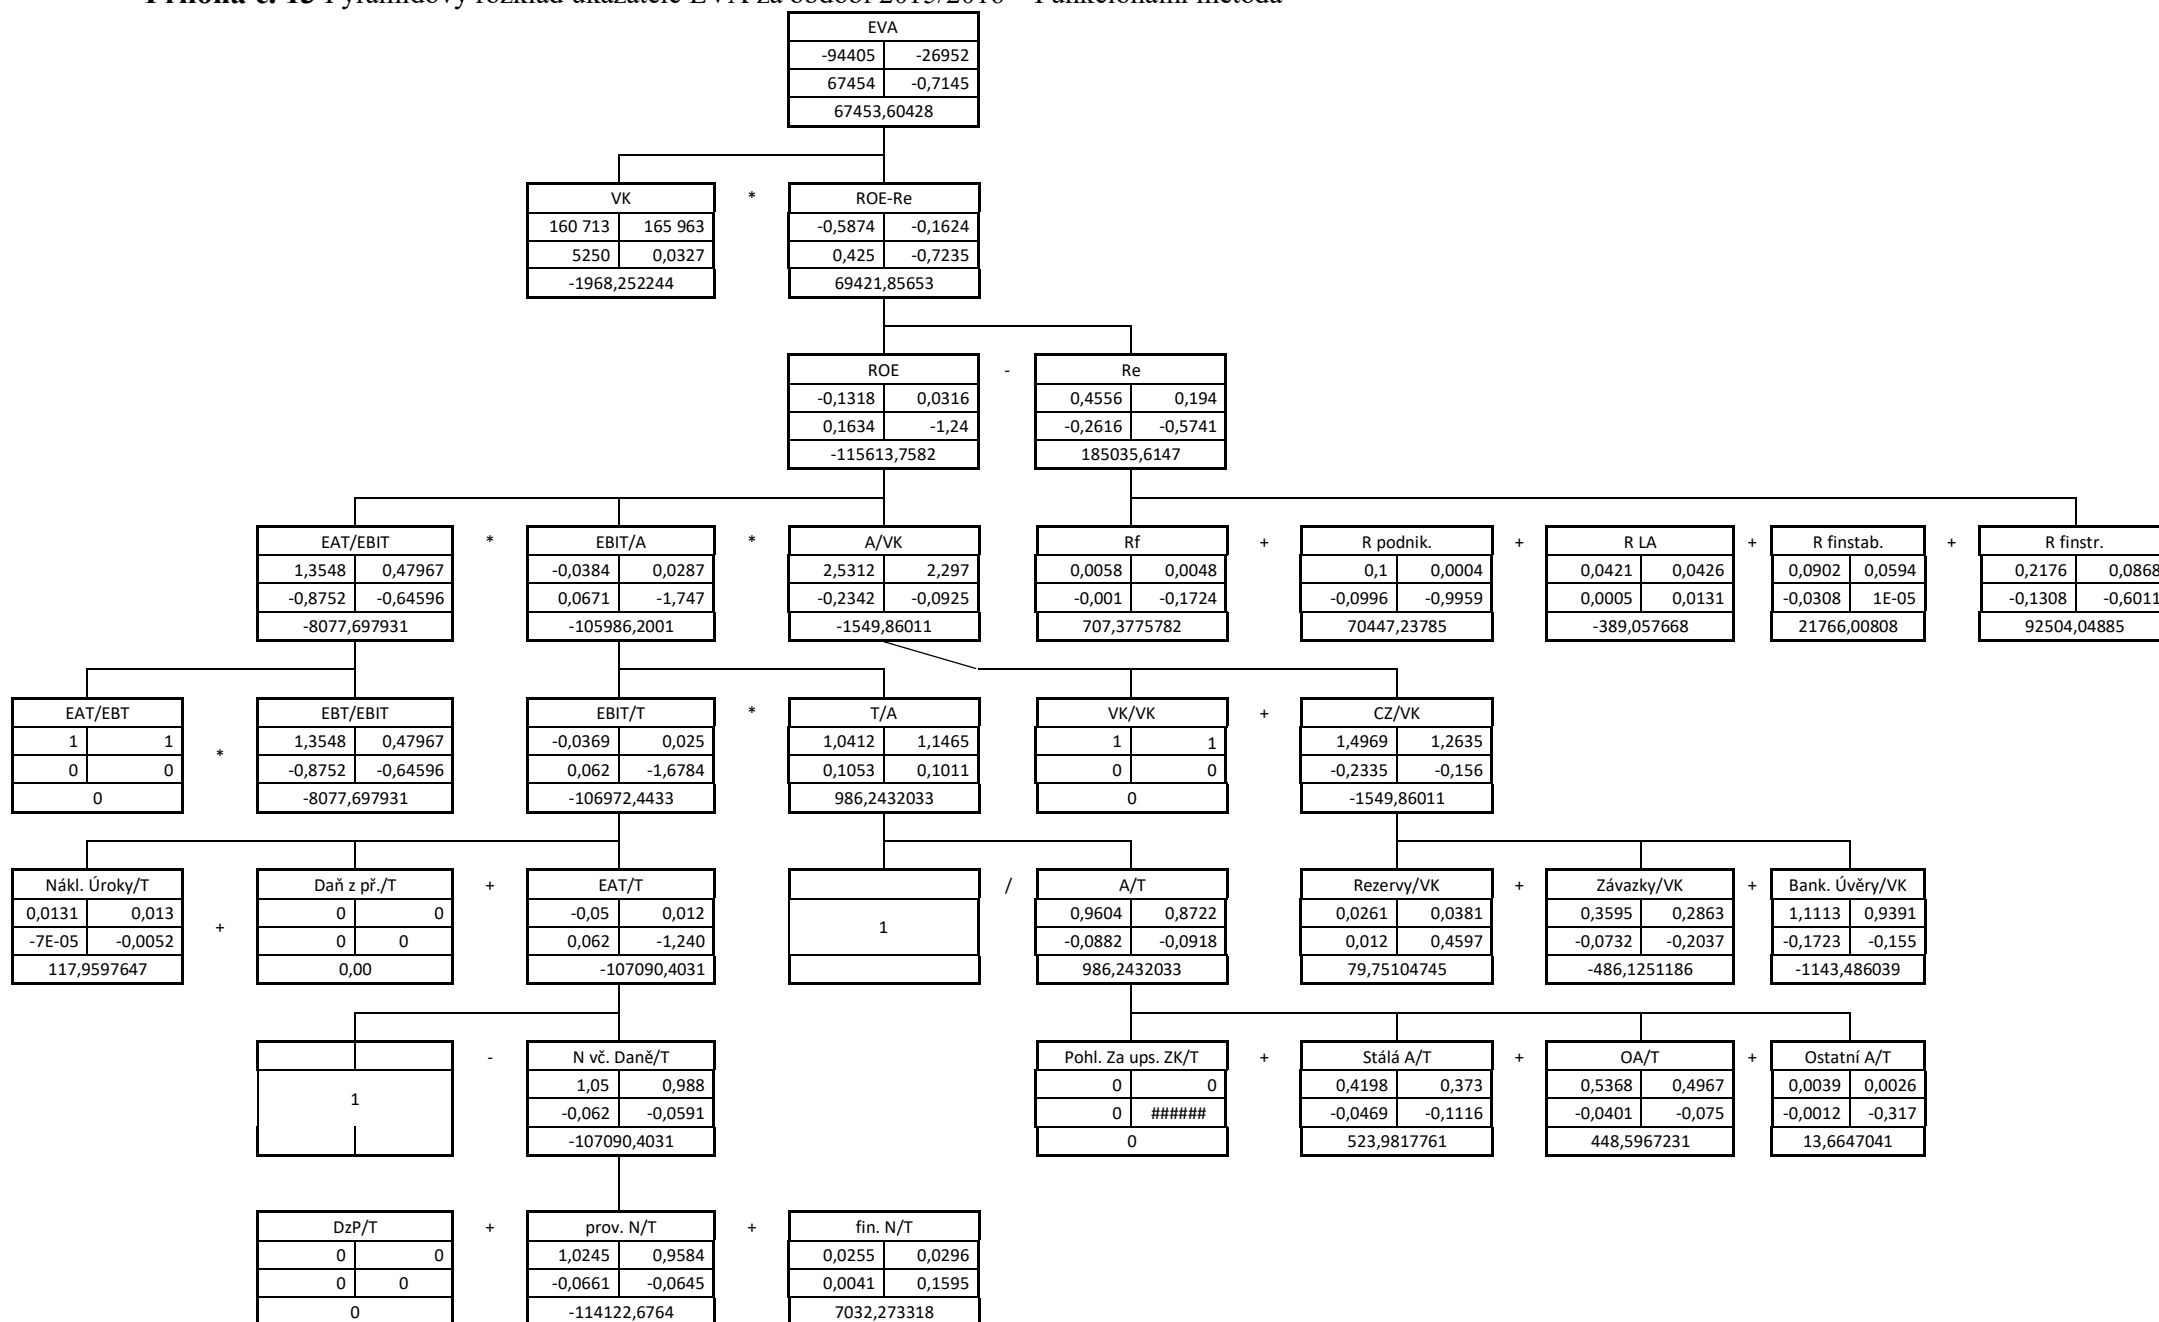 Příloha č. Pyramidový rozklad ukazatele EVA za období 2015/2016 – Funkcionální metoda
EVA
-94405 -26952
67454 -0,7145
67453,60428
VK * ROE-Re
160 713 165 963 -0,5874 -0,1624
5250 0,0327 0,425 -0,7235
-1968,252244 69421,85653
ROE - Re
-0,1318 0,0316 0,4556 0,194
0,1634 -1,24 -0,2616 -0,5741
-115613,7582 185035,6147
EAT/EBIT * EBIT/A * A/VK Rf + R podnik. + R LA + R finstab. + R finstr.
1,3548 0,47967 -0,0384 0,0287 2,5312 2,297 0,0058 0,0048 0,1 0,0004 0,0421 0,0426 0,0902 0,0594 0,2176 0,0868
-0,8752 -0,64596 0,0671 -1,747 -0,2342 -0,0925 -0,001 -0,1724 -0,0996 -0,9959 0,0005 0,0131 -0,0308 1E-05 -0,1308 -0,6011
-8077,697931 -105986,2001 -1549,86011 707,3775782 70447,23785 -389,057668 21766,00808 92504,04885
EAT/EBT EBT/EBIT EBIT/T * T/A VK/VK + CZ/VK
1 1 * 1,3548 0,47967 -0,0369 0,025 1,0412 1,1465 1 1 1,4969 1,2635
0 0 -0,8752 -0,64596 0,062 -1,6784 0,1053 0,1011 0 0 -0,2335 -0,156
0 -8077,697931 -106972,4433 986,2432033 0 -1549,86011
Nákl. Úroky/T Daň z př./T + EAT/T / A/T Rezervy/VK + Závazky/VK + Bank. Úvěry/VK
0,0131 0,013 + 0 0 -0,05 0,012 1 0,9604 0,8722 0,0261 0,0381 0,3595 0,2863 1,1113 0,9391
-7E-05 -0,0052 0 0 0,062 -1,240 -0,0882 -0,0918 0,012 0,4597 -0,0732 -0,2037 -0,1723 -0,155
117,9597647 0,00 -107090,4031 986,2432033 79,75104745 -486,1251186 -1143,486039
- N vč. Daně/T Pohl. Za ups. ZK/T + Stálá A/T + OA/T + Ostatní A/T
1 1,05 0,988 0 0 0,4198 0,373 0,5368 0,4967 0,0039 0,0026
-0,062 -0,0591 0 ###### -0,0469 -0,1116 -0,0401 -0,075 -0,0012 -0,317
-107090,4031 0 523,9817761 448,5967231 13,6647041
DzP/T + prov. N/T + fin. N/T
0 0 1,0245 0,9584 0,0255 0,0296
0 0 -0,0661 -0,0645 0,0041 0,1595
0 -114122,6764 7032,273318